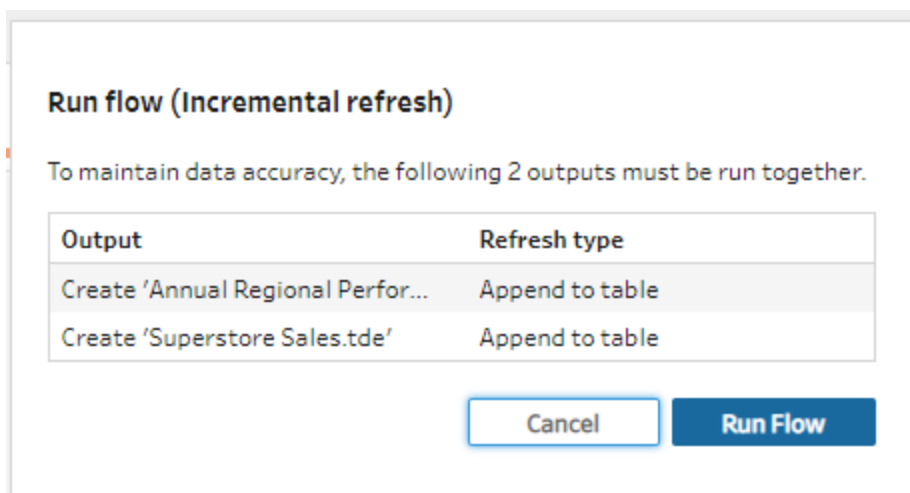 Run flow (Incremental refresh)
To maintain data accuracy, the following 2 outputs must be run together.
Output Refresh type
Create 'Annual Regional Perfor... Append to table
Create 'Superstore Sales.tde' Append to table
Cancel Run Flow